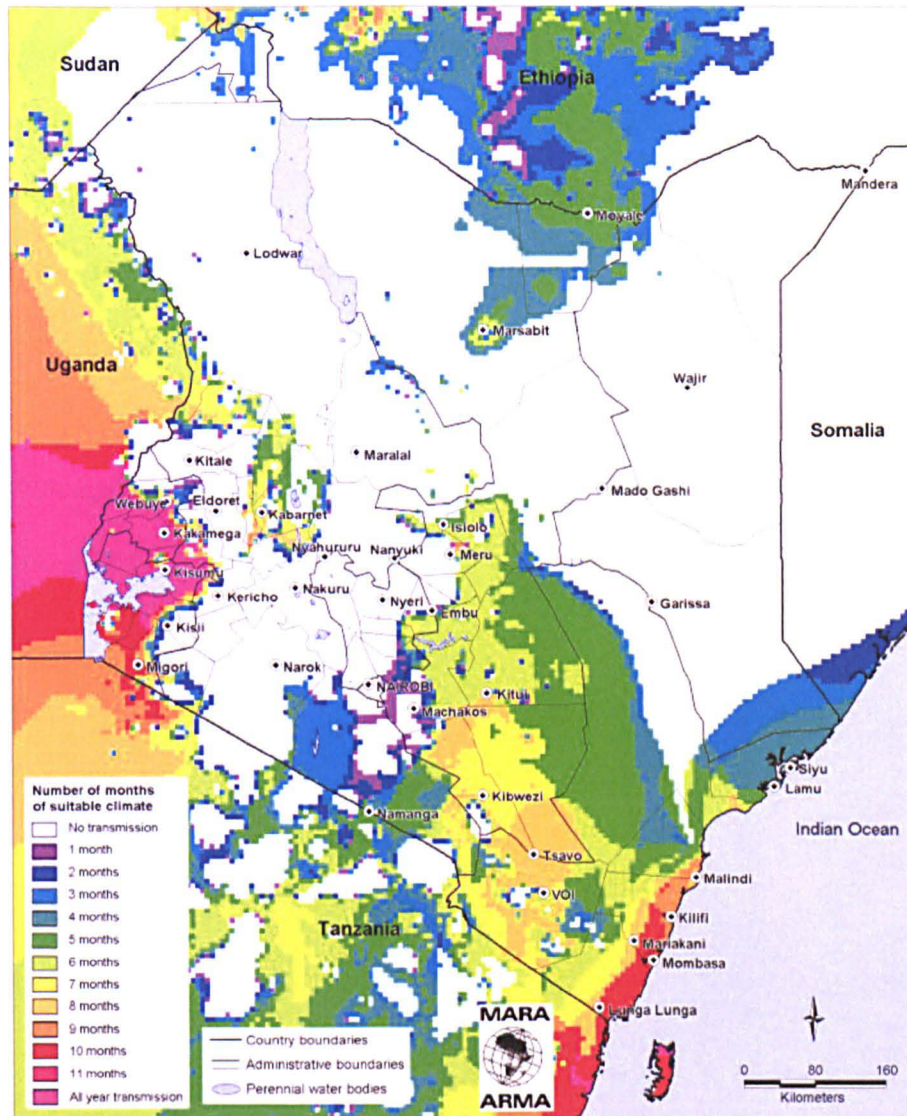 Sudan
Ethiopia
Mandera
Moyale
Lodwar
Marsabit
Uganda
Wajir
Somalia
Maralal
Kitale
Mado Gashi
Webuye
Eldoret
Kabarnet
Isiolo
Kakamega
Nyahururu
Nanyuki
Meru
Kisumu
Kericho
Nakuru
Nyeri
Garissa
Embu
Kisii
Migori
Narok
NAIROBI
Kitui
Machakos
Siyu
Lamu
Kibwezi
Namanga
Indian Ocean
Tsavo
Malindi
VOI
Kilifi
Tanzania
Mariakani
Mombasa
Lunga Lunga
Number of months
of suitable climate
No transmission
1 month
2 months
3 months
4 months
5 months
6 months
7 months
8 months
9 months
10 months
11 months
All year transmission
Country boundaries
Administrative boundaries
Perennial water bodies
MARA
ARMA
0 80 160
Kilometers